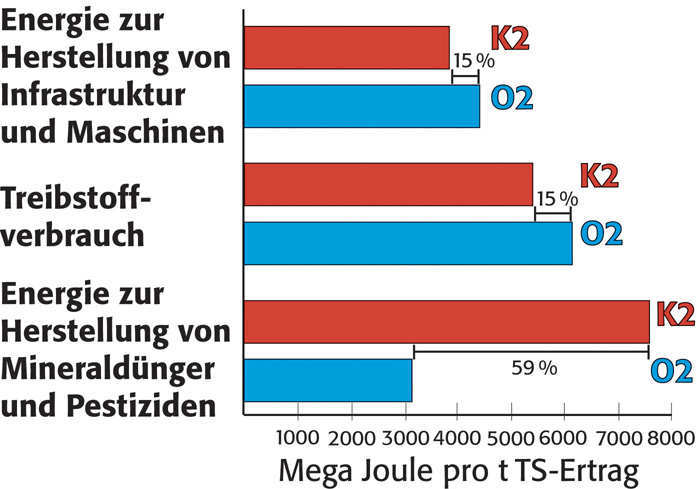 Energie zur
Herstellung von
Infrastruktur
und Maschinen
K2
15 %
O2
Treibstoff-
verbrauch
K2
15 %
O2
Energie zur
Herstellung von
Mineraldünger
und Pestiziden
K2
59 %
O2
1000 2000 3000 4000 5000 6000 7000 8000
Mega Joule pro t TS-Ertrag